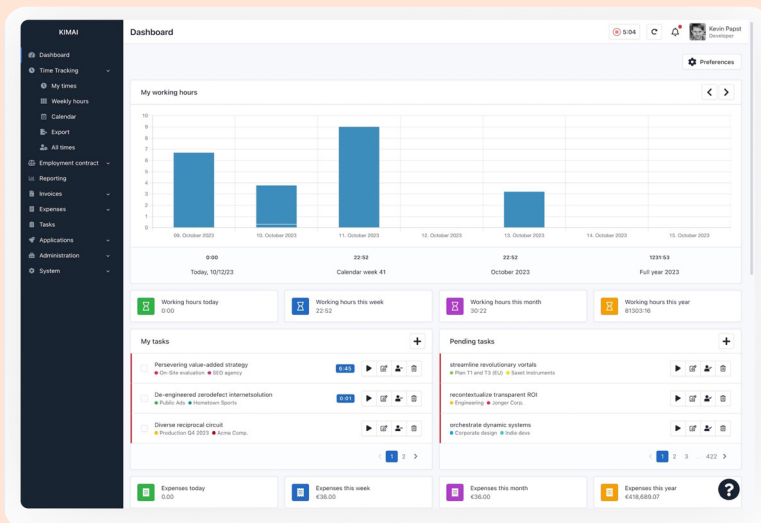 KIMAI
Dashboard
5:04
Kevin Papst
Developer
Dashboard
Time Tracking
My times
Weekly hours
Calendar
Export
All times
Employment contract
Reporting
Invoices
Expenses
Tasks
Applications
Administration
System
Preferences
My working hours
10
9
8
7
6
5
4
3
2
1
0
09. October 2023 10. October 2023 11. October 2023 12. October 2023 13. October 2023 14. October 2023 15. October 2023
0:00 22:52 22:52 1231:53
Today, 10/12/23 Calendar week 41 October 2023 Full year 2023
Working hours today
0:00
Working hours this week
22:52
Working hours this month
30:22
Working hours this year
81303:16
My tasks
Persevering value-added strategy
On-Site evaluation SEO agency
6:45
De-engineered zerodefect internetsolution
Public Ads Hometown Sports
0:01
Diverse reciprocal circuit
Production Q4 2023 Acme Comp.
1 2
Pending tasks
streamline revolutionary vortals
Plan T1 and T3 (EU) Saxet instruments
recontextualize transparent ROI
Engineering Jonger Corp.
orchestrate dynamic systems
Corporate design Indie devs
1 2 3 ... 422
Expenses today
0.00
Expenses this week
€36.00
Expenses this month
€36.00
Expenses this year
€418,689.07
?